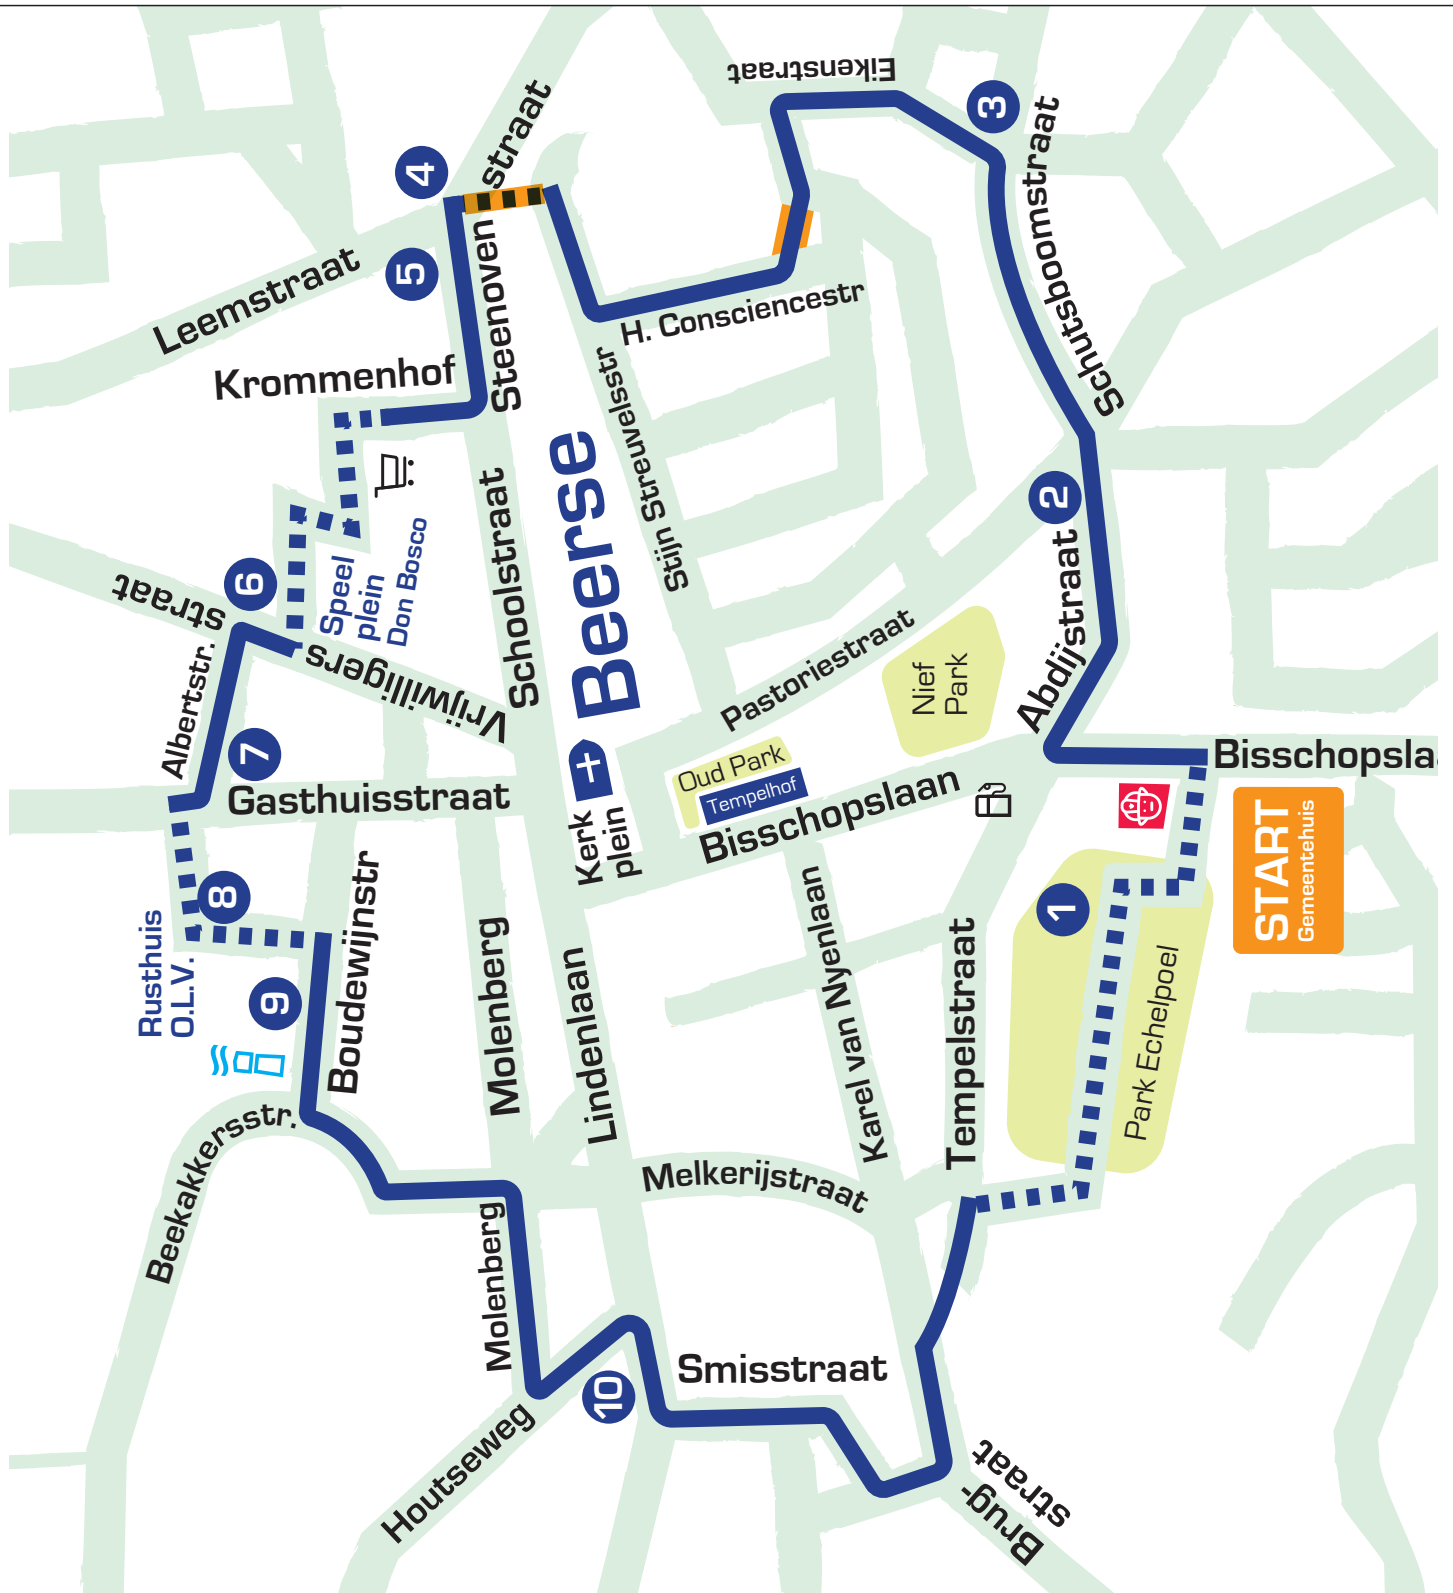 Eikenstraat
3
Schutsboomstraat
4
straat
Steenoven
5
Leemstraat
H. Consciencestr
Krommenhof
Stijn Streuvelsstr
Beerse
Schoolstraat
2
Abdijstraat
6
Speel
plein
Don Bosco
straat
Vrijwilligers
Albertstr.
7
Pastoriestraat
Nief
Park
Gasthuisstraat
Kerk
plein
Oud Park
Tempelhof
Bisschopslaan
Bisschopslaa
START
Gemeentehuis
1
Park Echelpoel
8
Rusthuis
O.L.V.
9
Boudewijnstr
Molenberg
Lindenlaan
Karel van Nyenlaan
Tempelstraat
Beekakkersstr.
Melkerijstraat
Molenberg
Smisstraat
10
Houtseweg
Brug-
straat